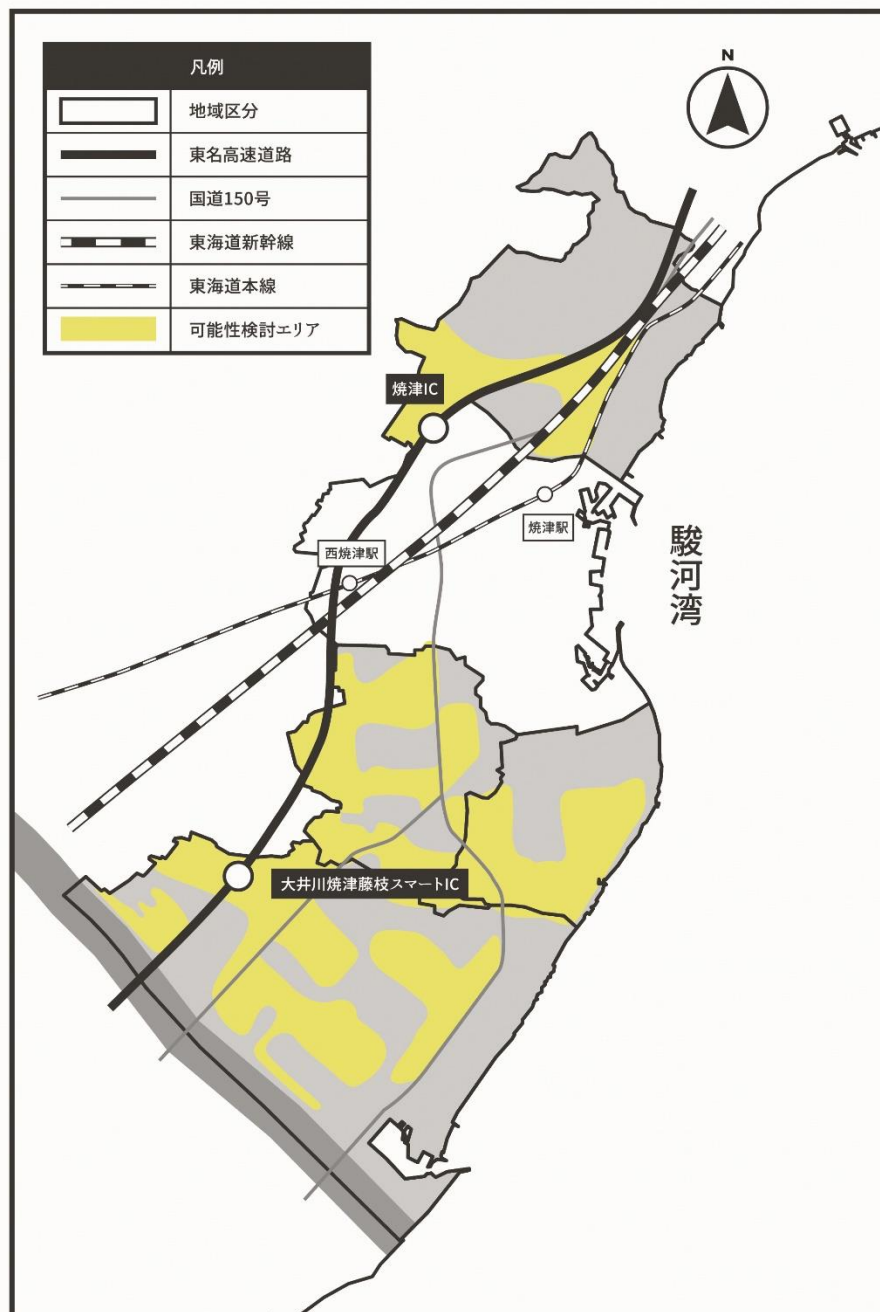 凡例
地域区分
東名高速道路
国道150号
東海道新幹線
東海道本線
可能性検討エリア
N
焼津IC
焼津駅
西焼津駅
駿河湾
大井川焼津藤枝スマートIC